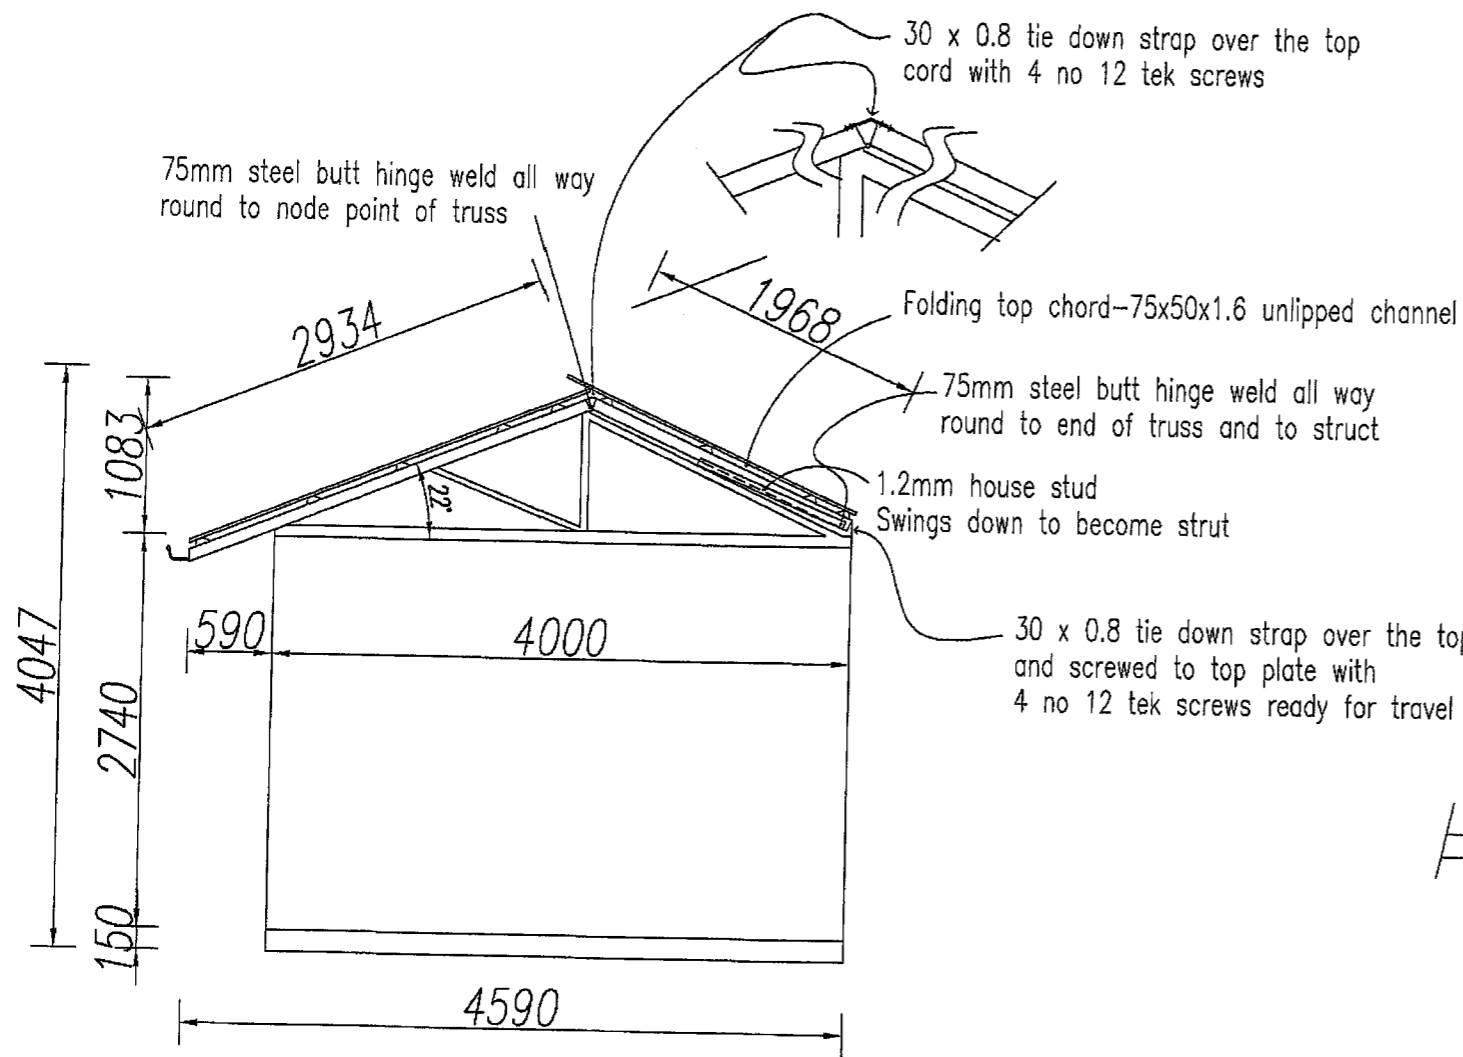 30 x 0.8 tie down strap over the top
cord with 4 no 12 tek screws
75mm steel butt hinge weld all way
round to node point of truss
2934
1968
Folding top chord-75x50x1.6 unlipped channel
75mm steel butt hinge weld all way
round to end of truss and to struct
1083
22°
1.2mm house stud
Swings down to become strut
30 x 0.8 tie down strap over the top
and screwed to top plate with
4 no 12 tek screws ready for travel
590
4000
4047
2740
150
4590